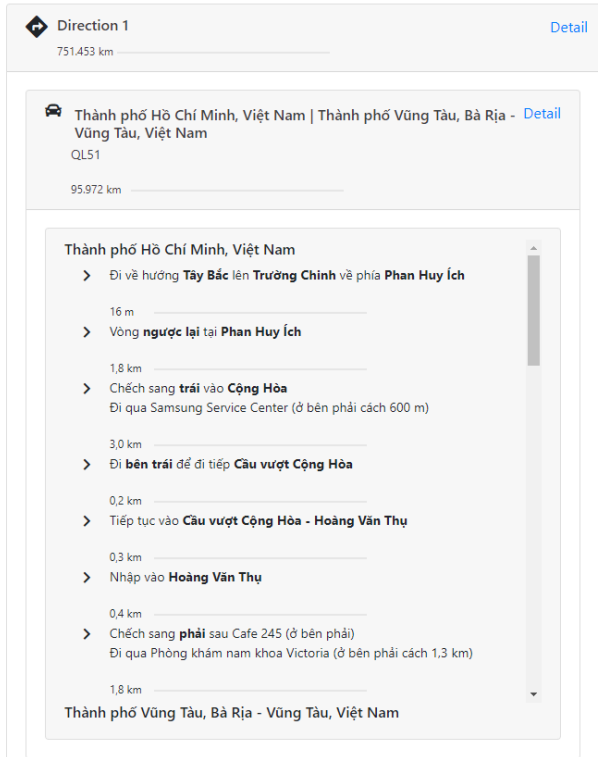 Direction 1
Detail
751.453 km
Thành phố Hồ Chí Minh, Việt Nam | Thành phố Vũng Tàu, Bà Rịa -
Detail
Vũng Tàu, Việt Nam
QL51
95.972 km
Thành phố Hồ Chí Minh, Việt Nam
Đi về hướng Tây Bắc lên Trường Chinh về phía Phan Huy Ích
16 m
Vòng ngược lại tại Phan Huy Ích
1,8 km
Chếch sang trái vào Cộng Hòa
Đi qua Samsung Service Center (ở bên phải cách 600 m)
3,0 km
Đi bên trái để đi tiếp Cầu vượt Cộng Hòa
0,2 km
Tiếp tục vào Cầu vượt Cộng Hòa - Hoảng Văn Thụ
0,3 km
Nhập vào Hoàng Văn Thụ
0,4 km
Chếch sang phải sau Cafe 245 (ở bên phải)
Đi qua Phòng khám nam khoa Victoria (ở bên phải cách 1,3 km)
1,8 km
Thành phố Vũng Tàu, Bà Rịa - Vũng Tàu, Việt Nam